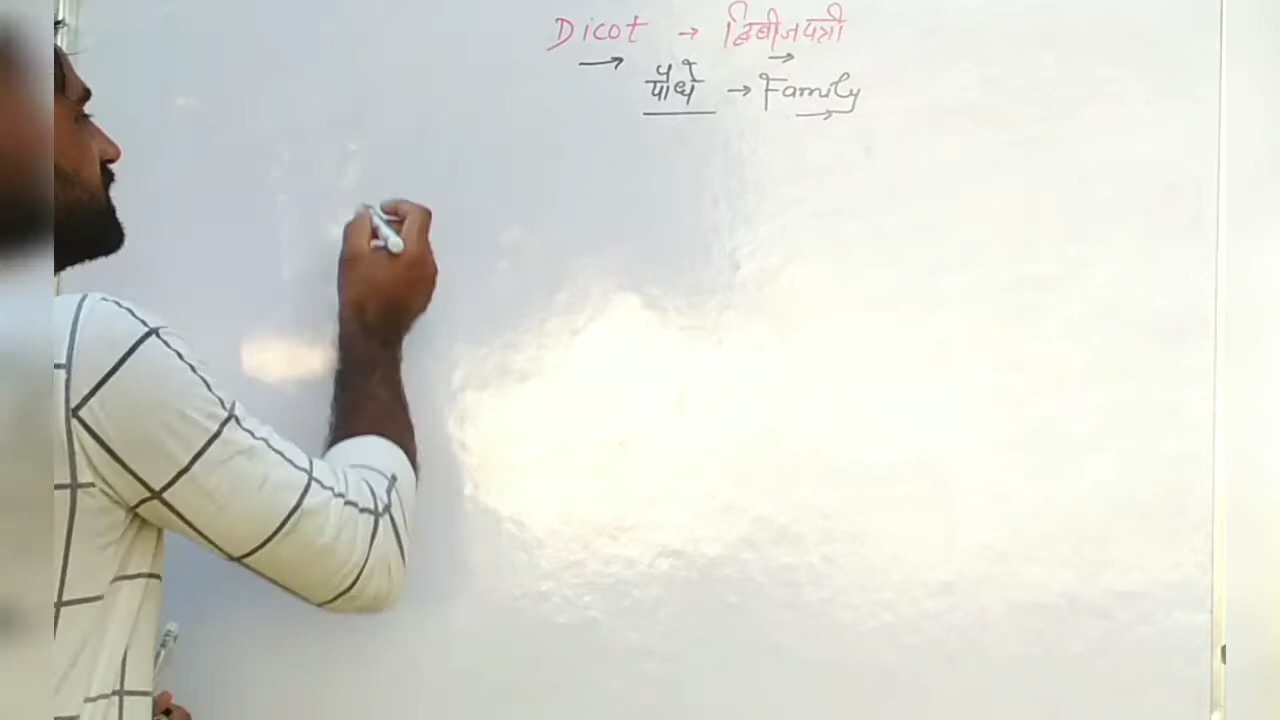 Dicot → द्विबीजपत्री
→ →
पौधे → Family
→